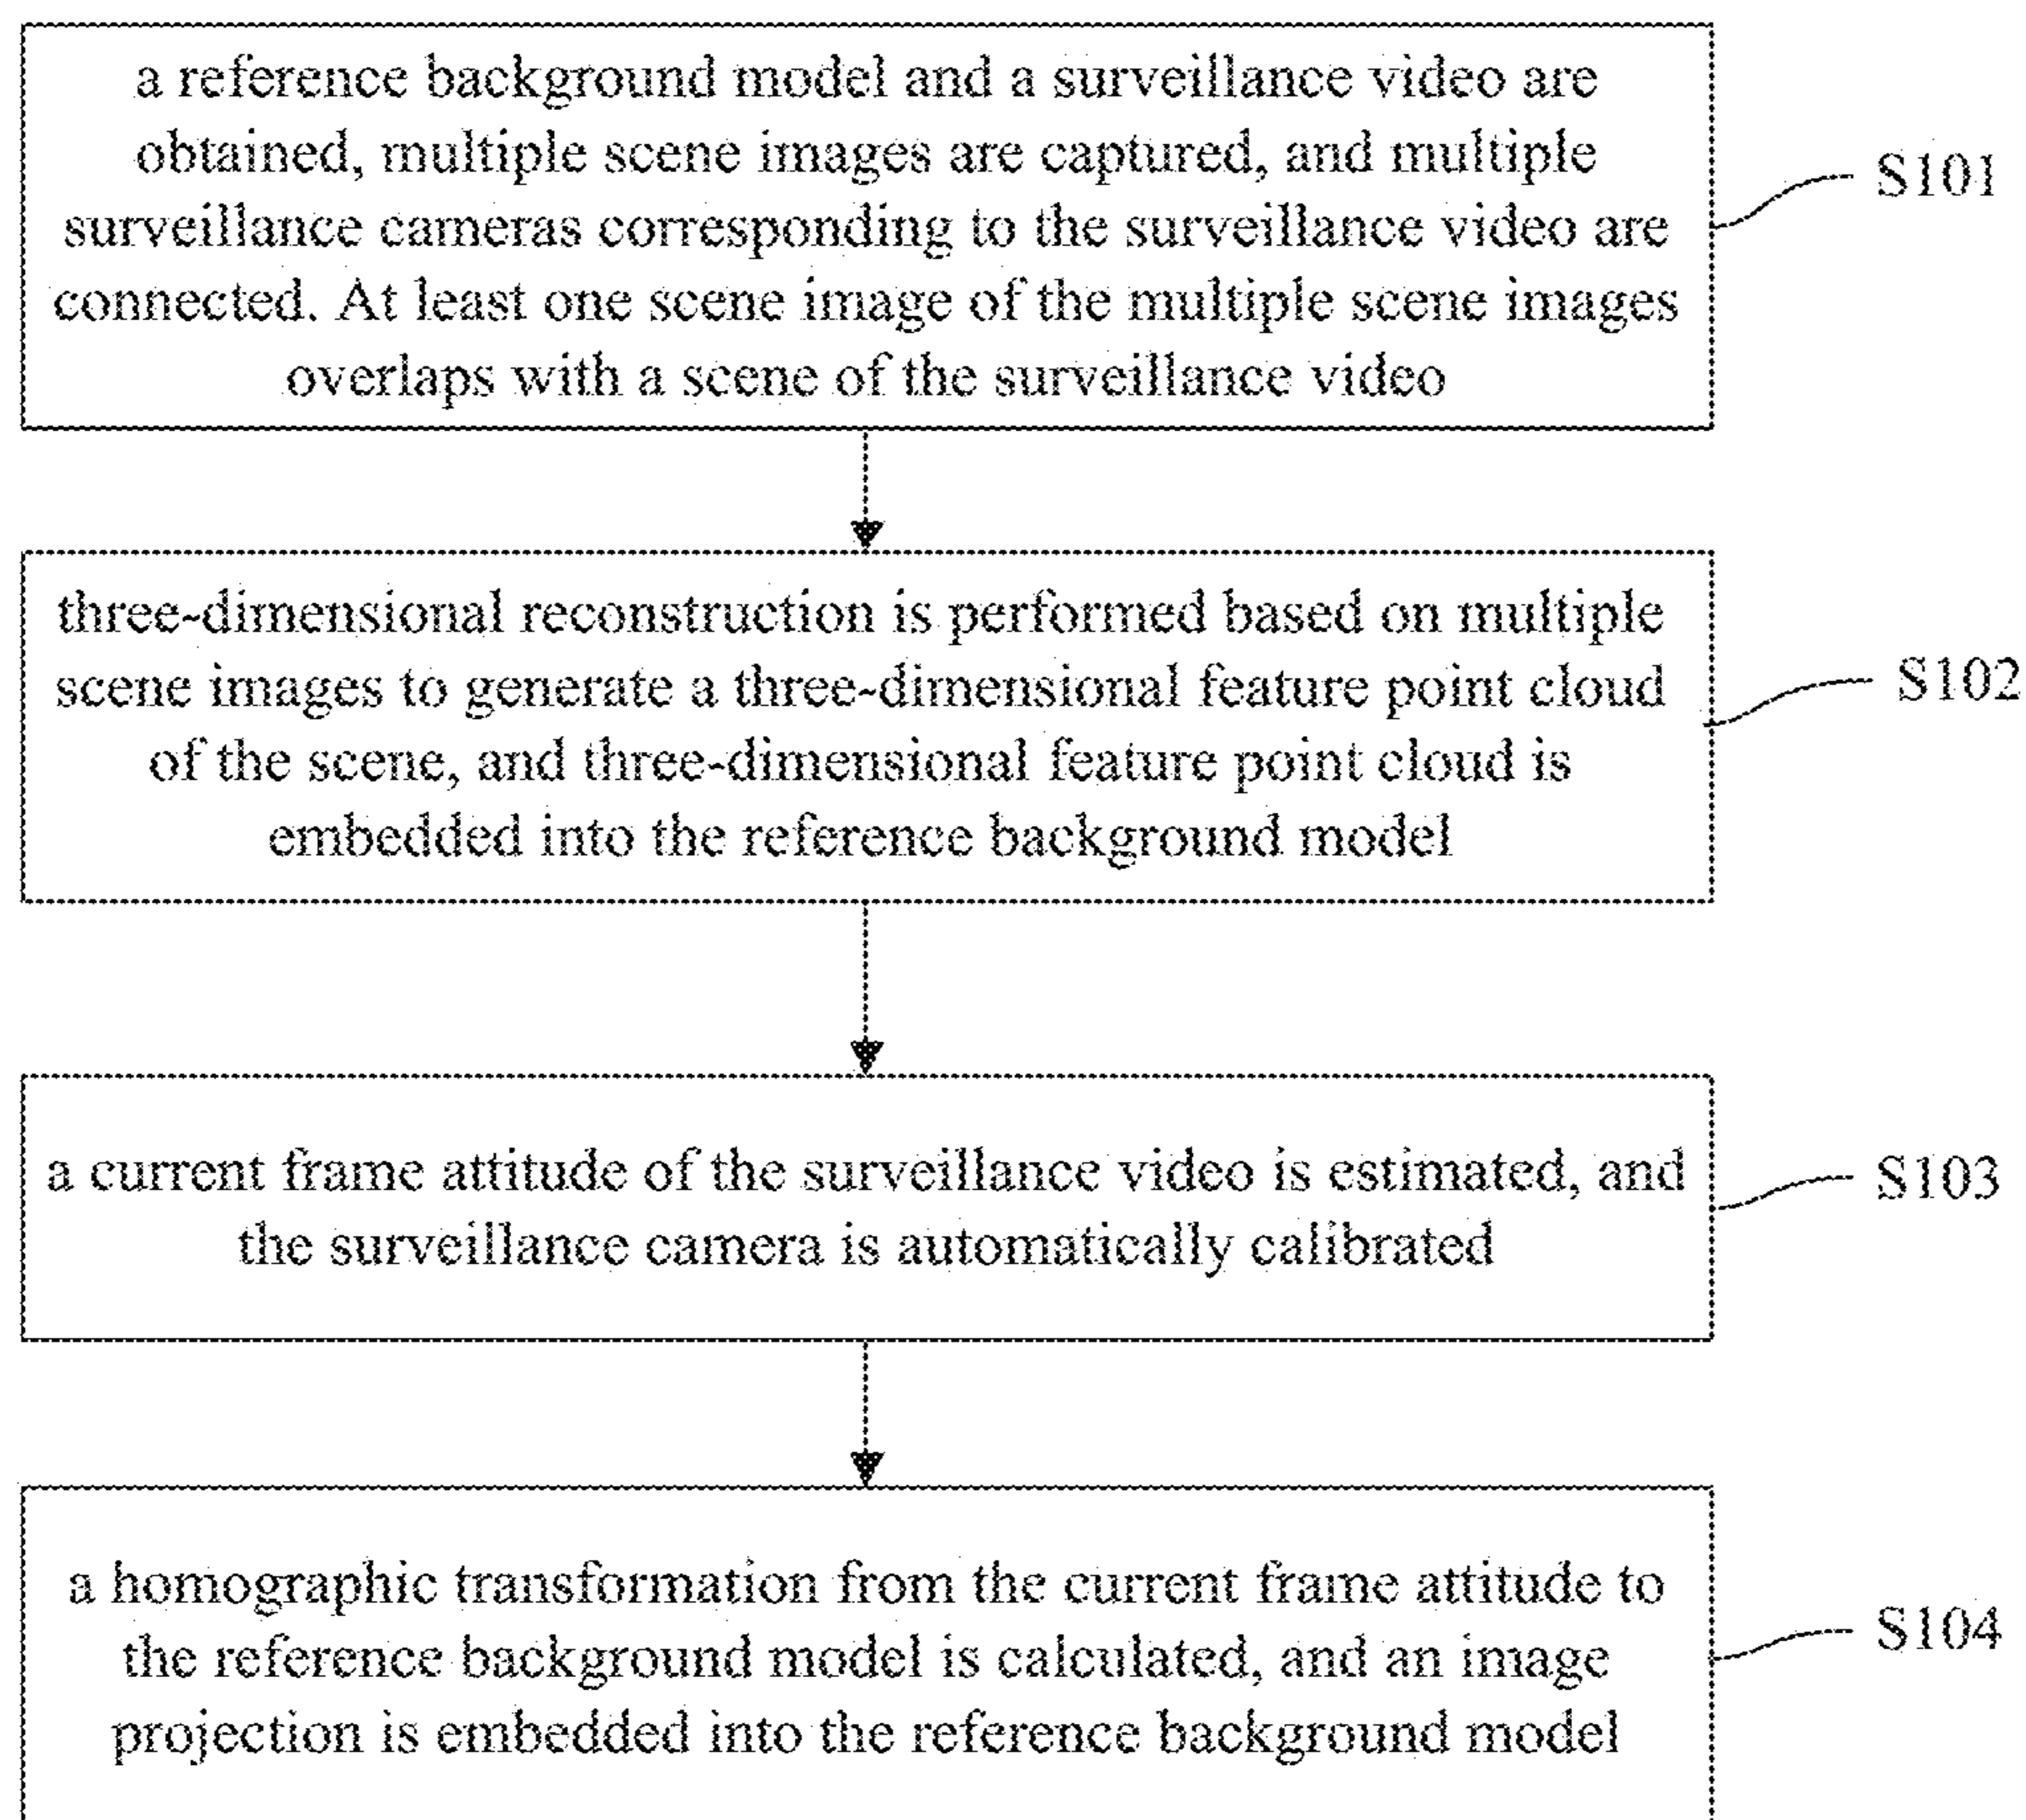 a reference background model and a surveillance video are
obtained, multiple scene images are captured, and multiple
surveillance cameras corresponding to the surveillance video are
connected. At least one scene image of the multiple scene images
overlaps with a scene of the surveillance video
S101
three-dimensional reconstruction is performed based on multiple
scene images to generate a three-dimensional feature point cloud
of the scene, and three-dimensional feature point cloud is
embedded into the reference background model
S102
a current frame attitude of the surveillance video is estimated, and
the surveillance camera is automatically calibrated
S103
a homographic transformation from the current frame attitude to
the reference background model is calculated, and an image
projection is embedded into the reference background model
S104